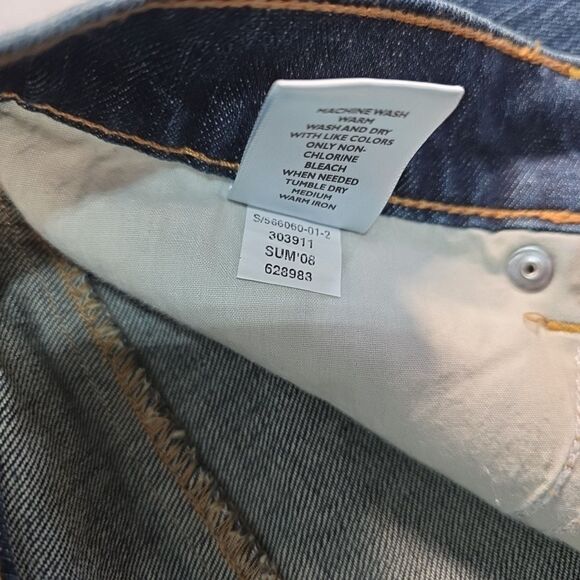 MACHINE WASH
WARM
WASH AND DRY
WITH LIKE COLORS
ONLY NON-
CHLORINE
BLEACH
WHEN NEEDED
TUMBLE DRY
MEDIUM
WARM IRON
S/566060-01-2
303911
SUM'08
628983